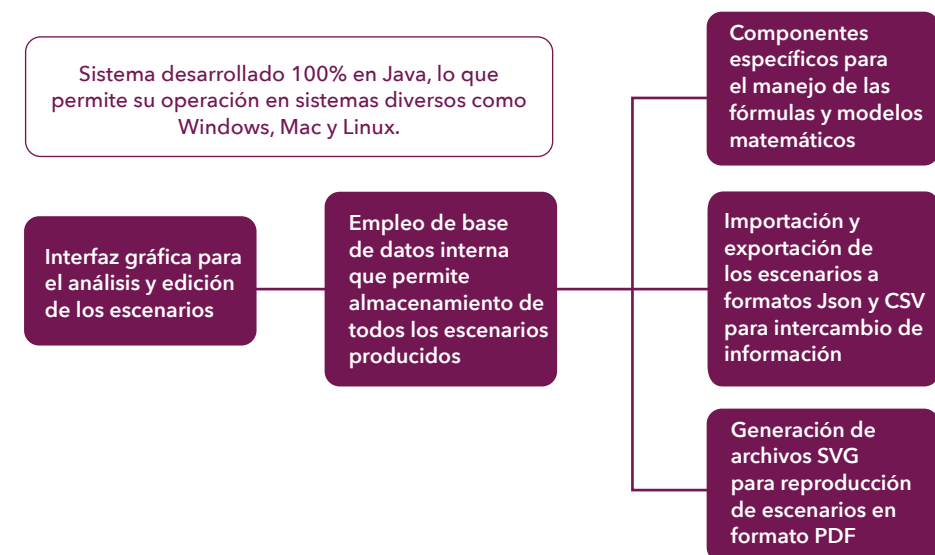 Sistema desarrollado 100% en Java, lo que
permite su operación en sistemas diversos como
Windows, Mac y Linux.
Interfaz gráfica para
el análisis y edición
de los escenarios
Empleo de base
de datos interna
que permite
almacenamiento de
todos los escenarios
producidos
Componentes
específicos para
el manejo de las
fórmulas y modelos
matemáticos
Importación y
exportación de
los escenarios a
formatos Json y CSV
para intercambio de
información
Generación de
archivos SVG
para reproducción
de escenarios en
formato PDF